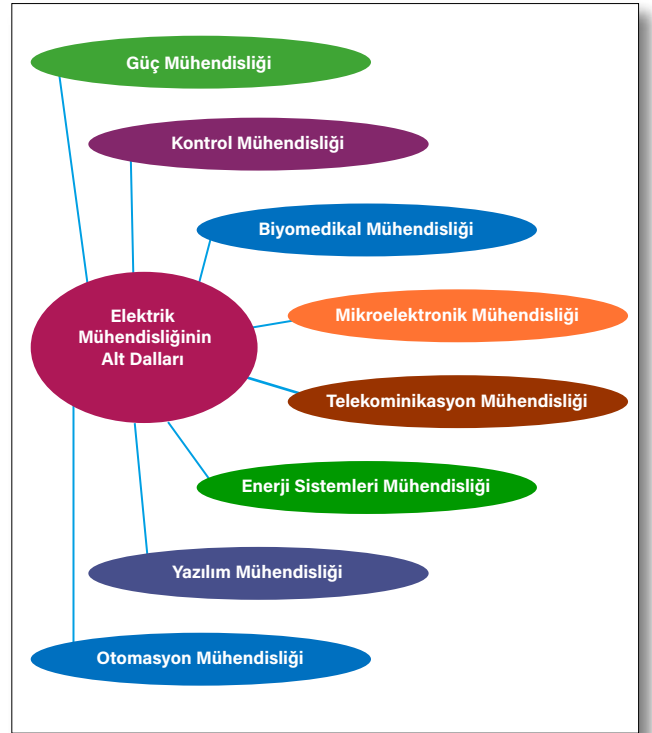 Güç Mühendisliği
Kontrol Mühendisliği
Biyomedikal Mühendisliği
Elektrik
Mühendisliğinin
Alt Dalları
Mikroelektronik Mühendisliği
Telekominikasyon Mühendisliği
Enerji Sistemleri Mühendisliği
Yazılım Mühendisliği
Otomasyon Mühendisliği